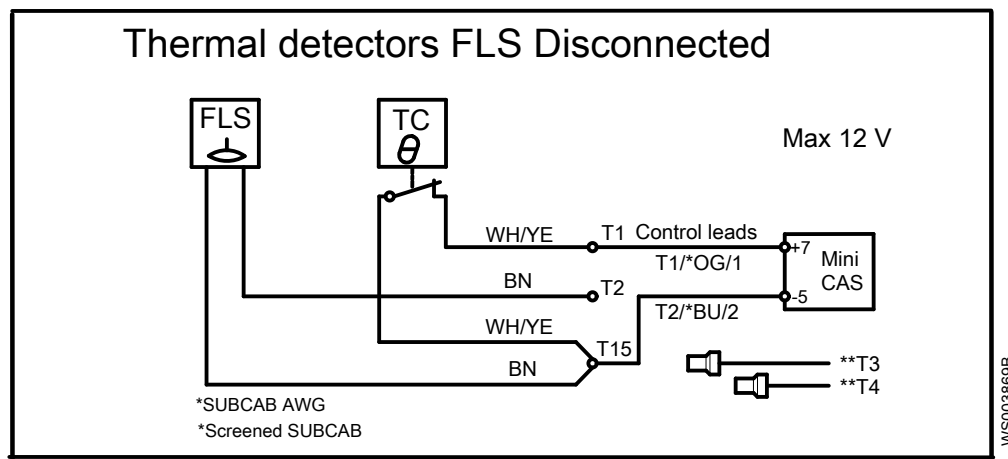 Thermal detectors FLS Disconnected
FLS
TC
Max 12 V
WH/YE
T1
Control leads
T1/*OG/1
+7
Mini
CAS
BN
T2
-5
T2/*BU/2
WH/YE
T15
BN
**T3
**T4
*SUBCAB AWG
*Screened SUBCAB
WS003869B